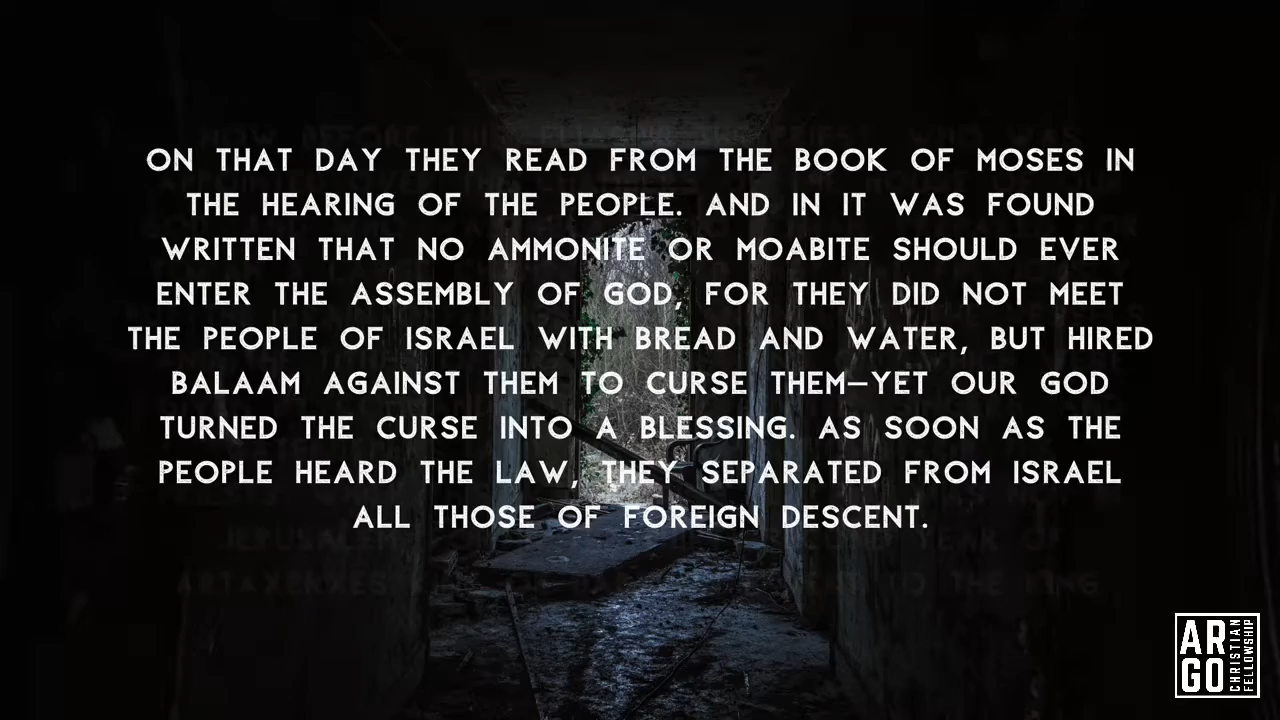 ON THAT DAY THEY READ FROM THE BOOK OF MOSES IN
THE HEARING OF THE PEOPLE. AND IN IT WAS FOUND
WRITTEN THAT NO AMMONITE OR MOABITE SHOULD EVER
ENTER THE ASSEMBLY OF GOD, FOR THEY DID NOT MEET
THE PEOPLE OF ISRAEL WITH BREAD AND WATER, BUT HIRED
BALAAM AGAINST THEM TO CURSE THEM—YET OUR GOD
TURNED THE CURSE INTO A BLESSING. AS SOON AS THE
PEOPLE HEARD THE LAW, THEY SEPARATED FROM ISRAEL
ALL THOSE OF FOREIGN DESCENT.
ARGO
CHRISTIAN
FELLOWSHIP